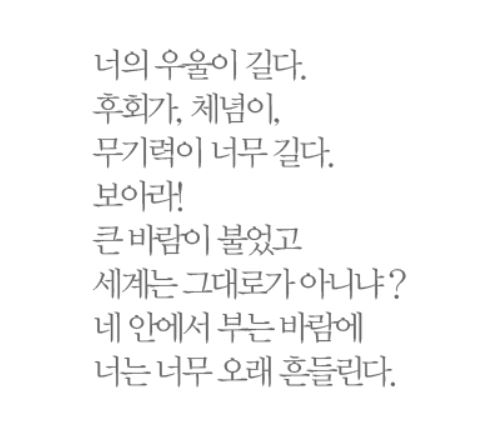 너의 우울이 길다.
후회가, 체념이,
무기력이 너무 길다.
보아라!
큰 바람이 불었고
세계는 그대로가 아니냐?
네 안에서 부는 바람에
너는 너무 오래 흔들린다.